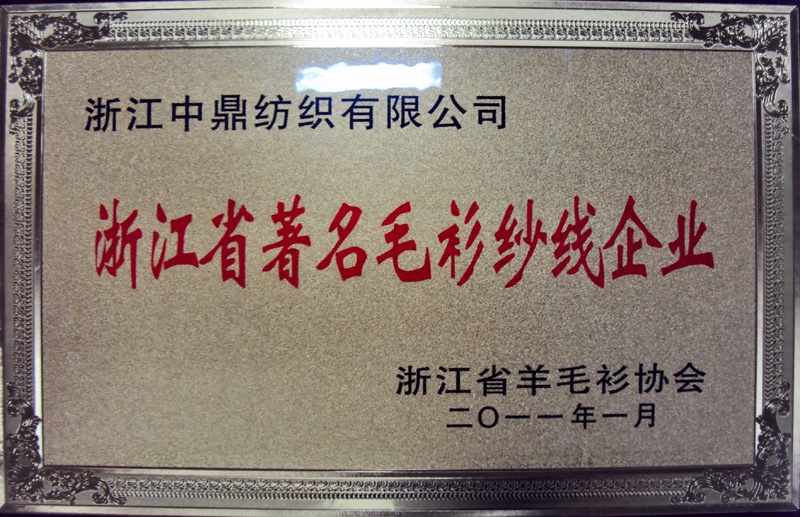 浙江中鼎纺织有限公司
浙江省著名毛衫纱线企业
浙江省羊毛衫协会
二〇一一年一月